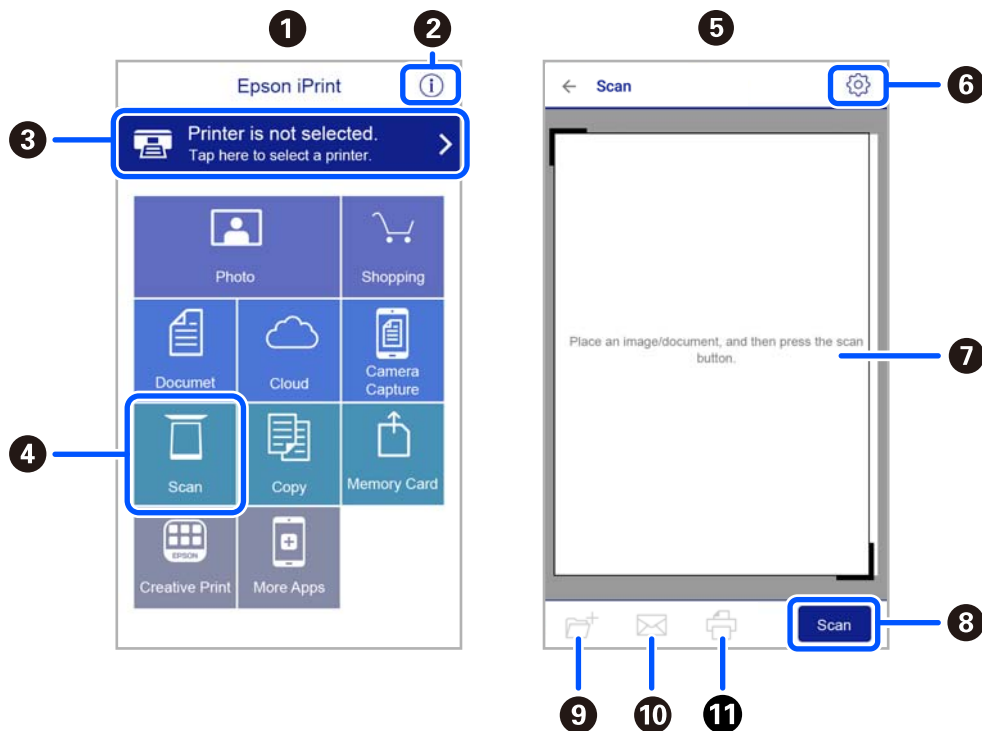 1
2
Epson iPrint
3
Printer is not selected.
Tap here to select a printer.
Photo
Shopping
Documet
Cloud
Camera
Capture
4
Scan
Copy
Memory Card
EPSON
Creative Print
More Apps
5
Scan
6
Place an image/document, and then press the scan
button.
7
Scan
8
9
10
11